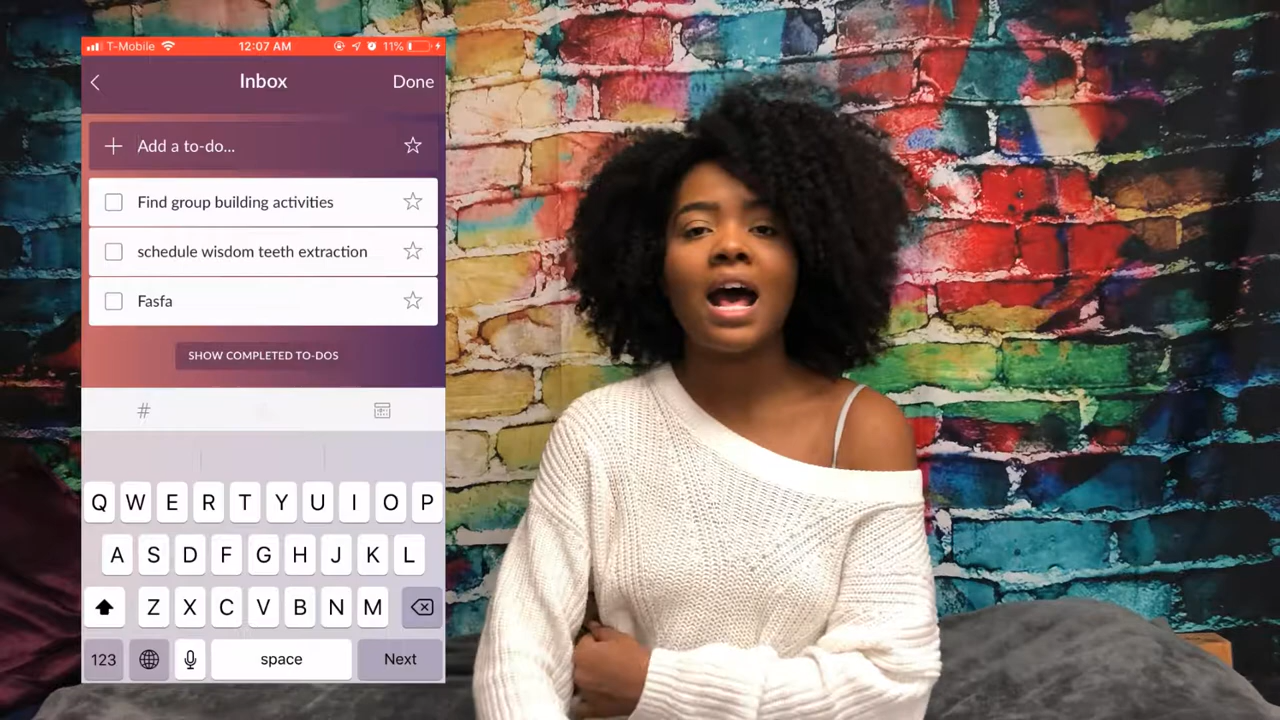 T-Mobile 12:07 AM 11%
Inbox Done
Add a to-do...
Find group building activities
schedule wisdom teeth extraction
Fasfa
SHOW COMPLETED TO-DOS
#
Q W E R T Y U I O P
A S D F G H J K L
Z X C V B N M
123 space Next